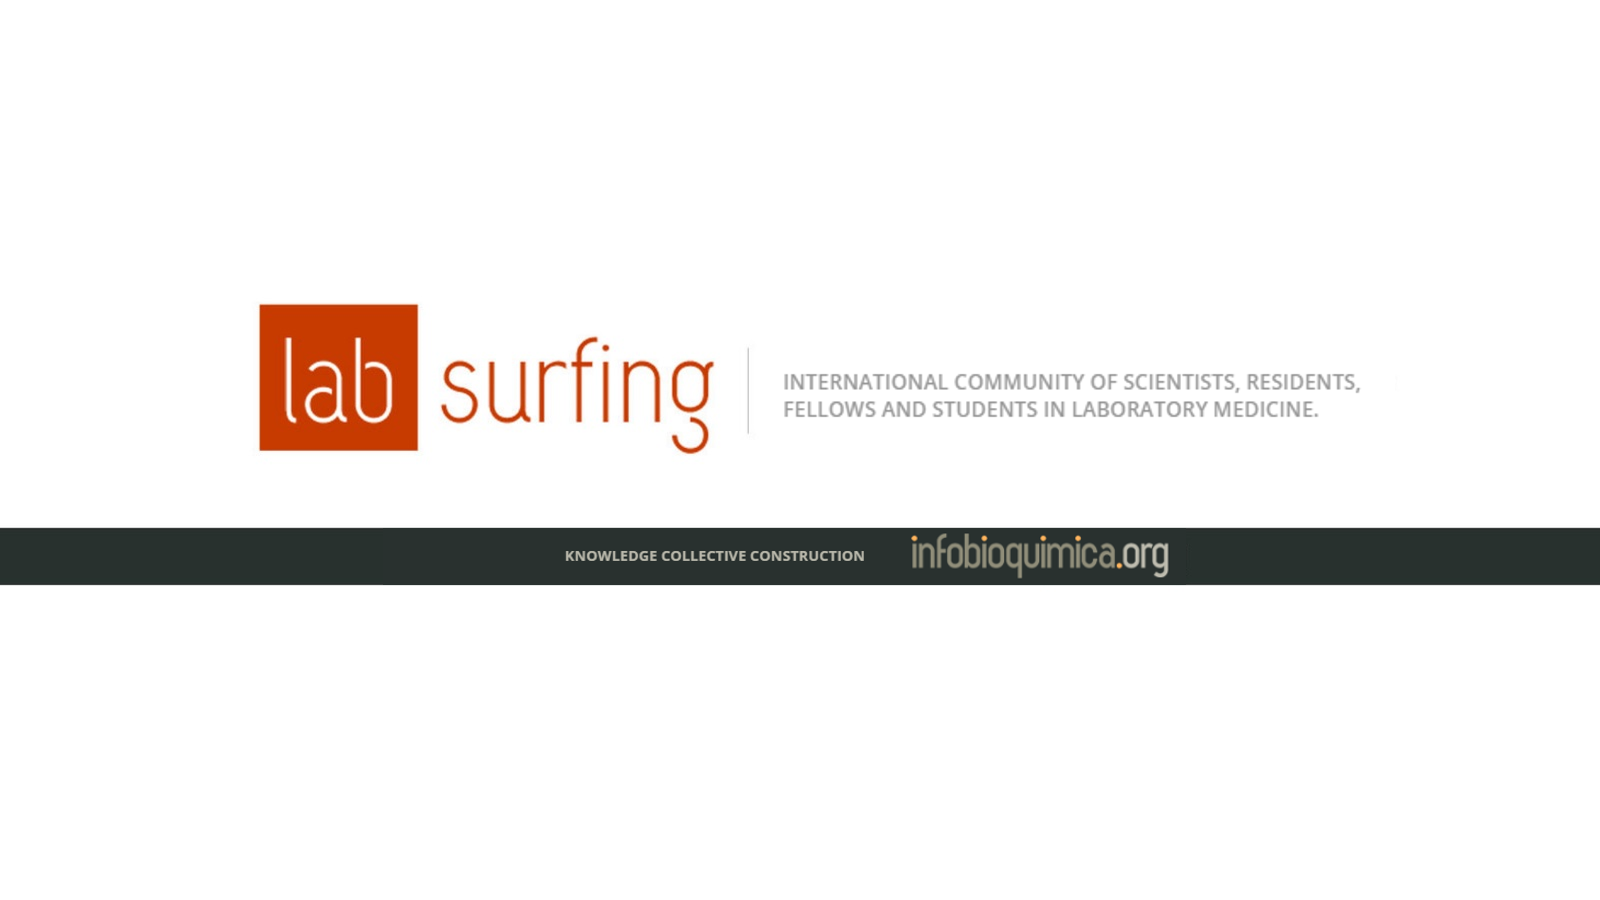 lab surfing
INTERNATIONAL COMMUNITY OF SCIENTISTS, RESIDENTS,
FELLOWS AND STUDENTS IN LABORATORY MEDICINE.
KNOWLEDGE COLLECTIVE CONSTRUCTION infobioquimica.org